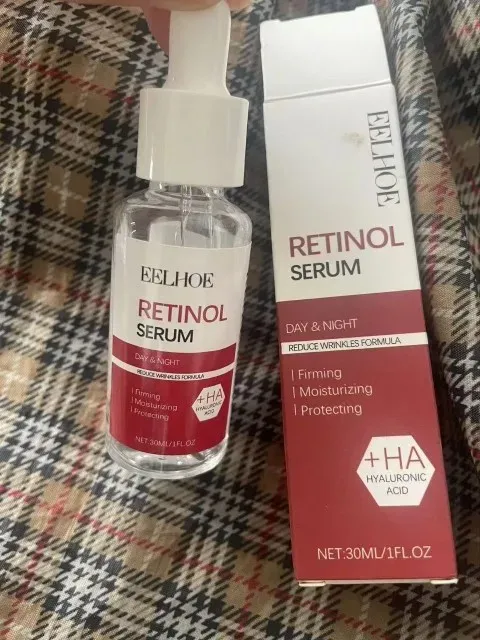 EELHOE
RETINOL
SERUM
DAY & NIGHT
REDUCE WRINKLES FORMULA
| Firming
| Moisturizing
| Protecting
+HA
HYALURONIC
ACID
NET:30ML/1FL.OZ
EELHOE
RETINOL
SERUM
DAY & NIGHT
REDUCE WRINKLES FORMULA
| Firming
| Moisturizing
| Protecting
+HA
HYALURONIC
ACID
NET:30ML/1FL.OZ